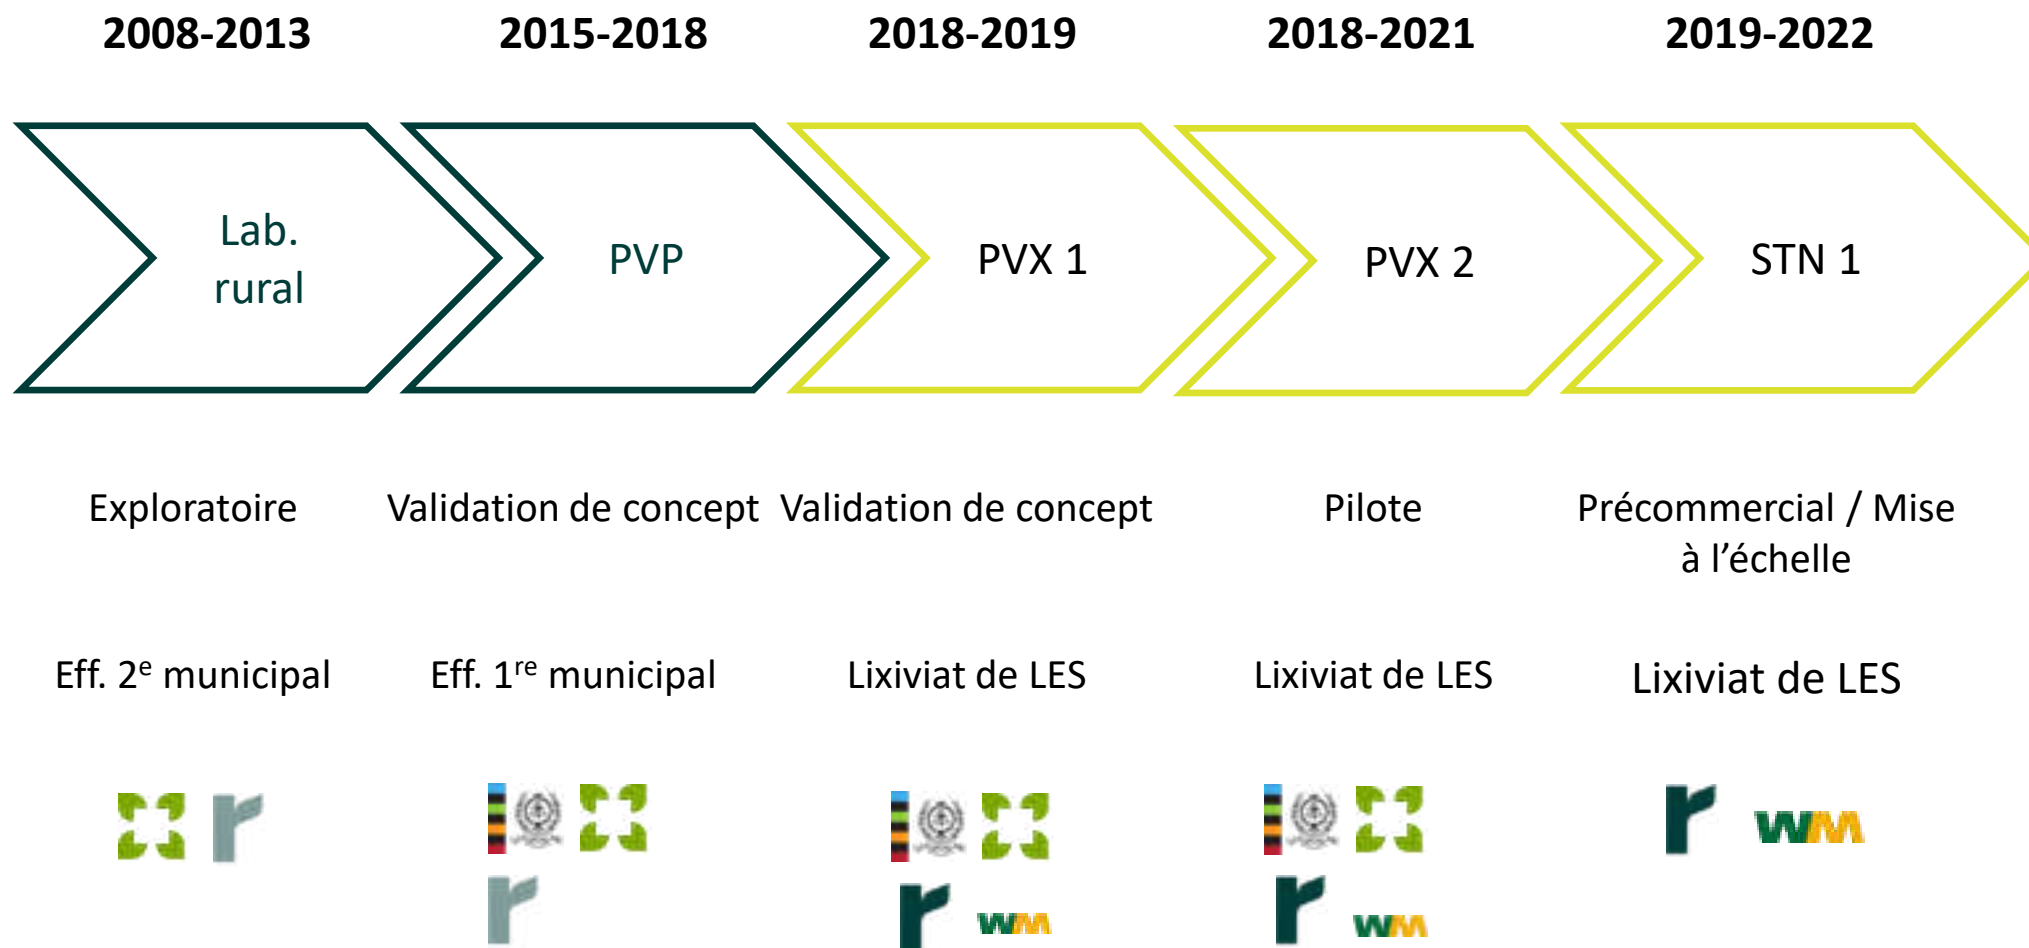 2008-2013
2015-2018
2018-2019
2018-2021
2019-2022
Lab.
rural
PVP
PVX 1
PVX 2
STN 1
Exploratoire
Validation de concept
Validation de concept
Pilote
Précommercial / Mise
à l’échelle
Eff. 2e municipal
Eff. 1re municipal
Lixiviat de LES
Lixiviat de LES
Lixiviat de LES
r
r
r
WM
r
WM
r
WM